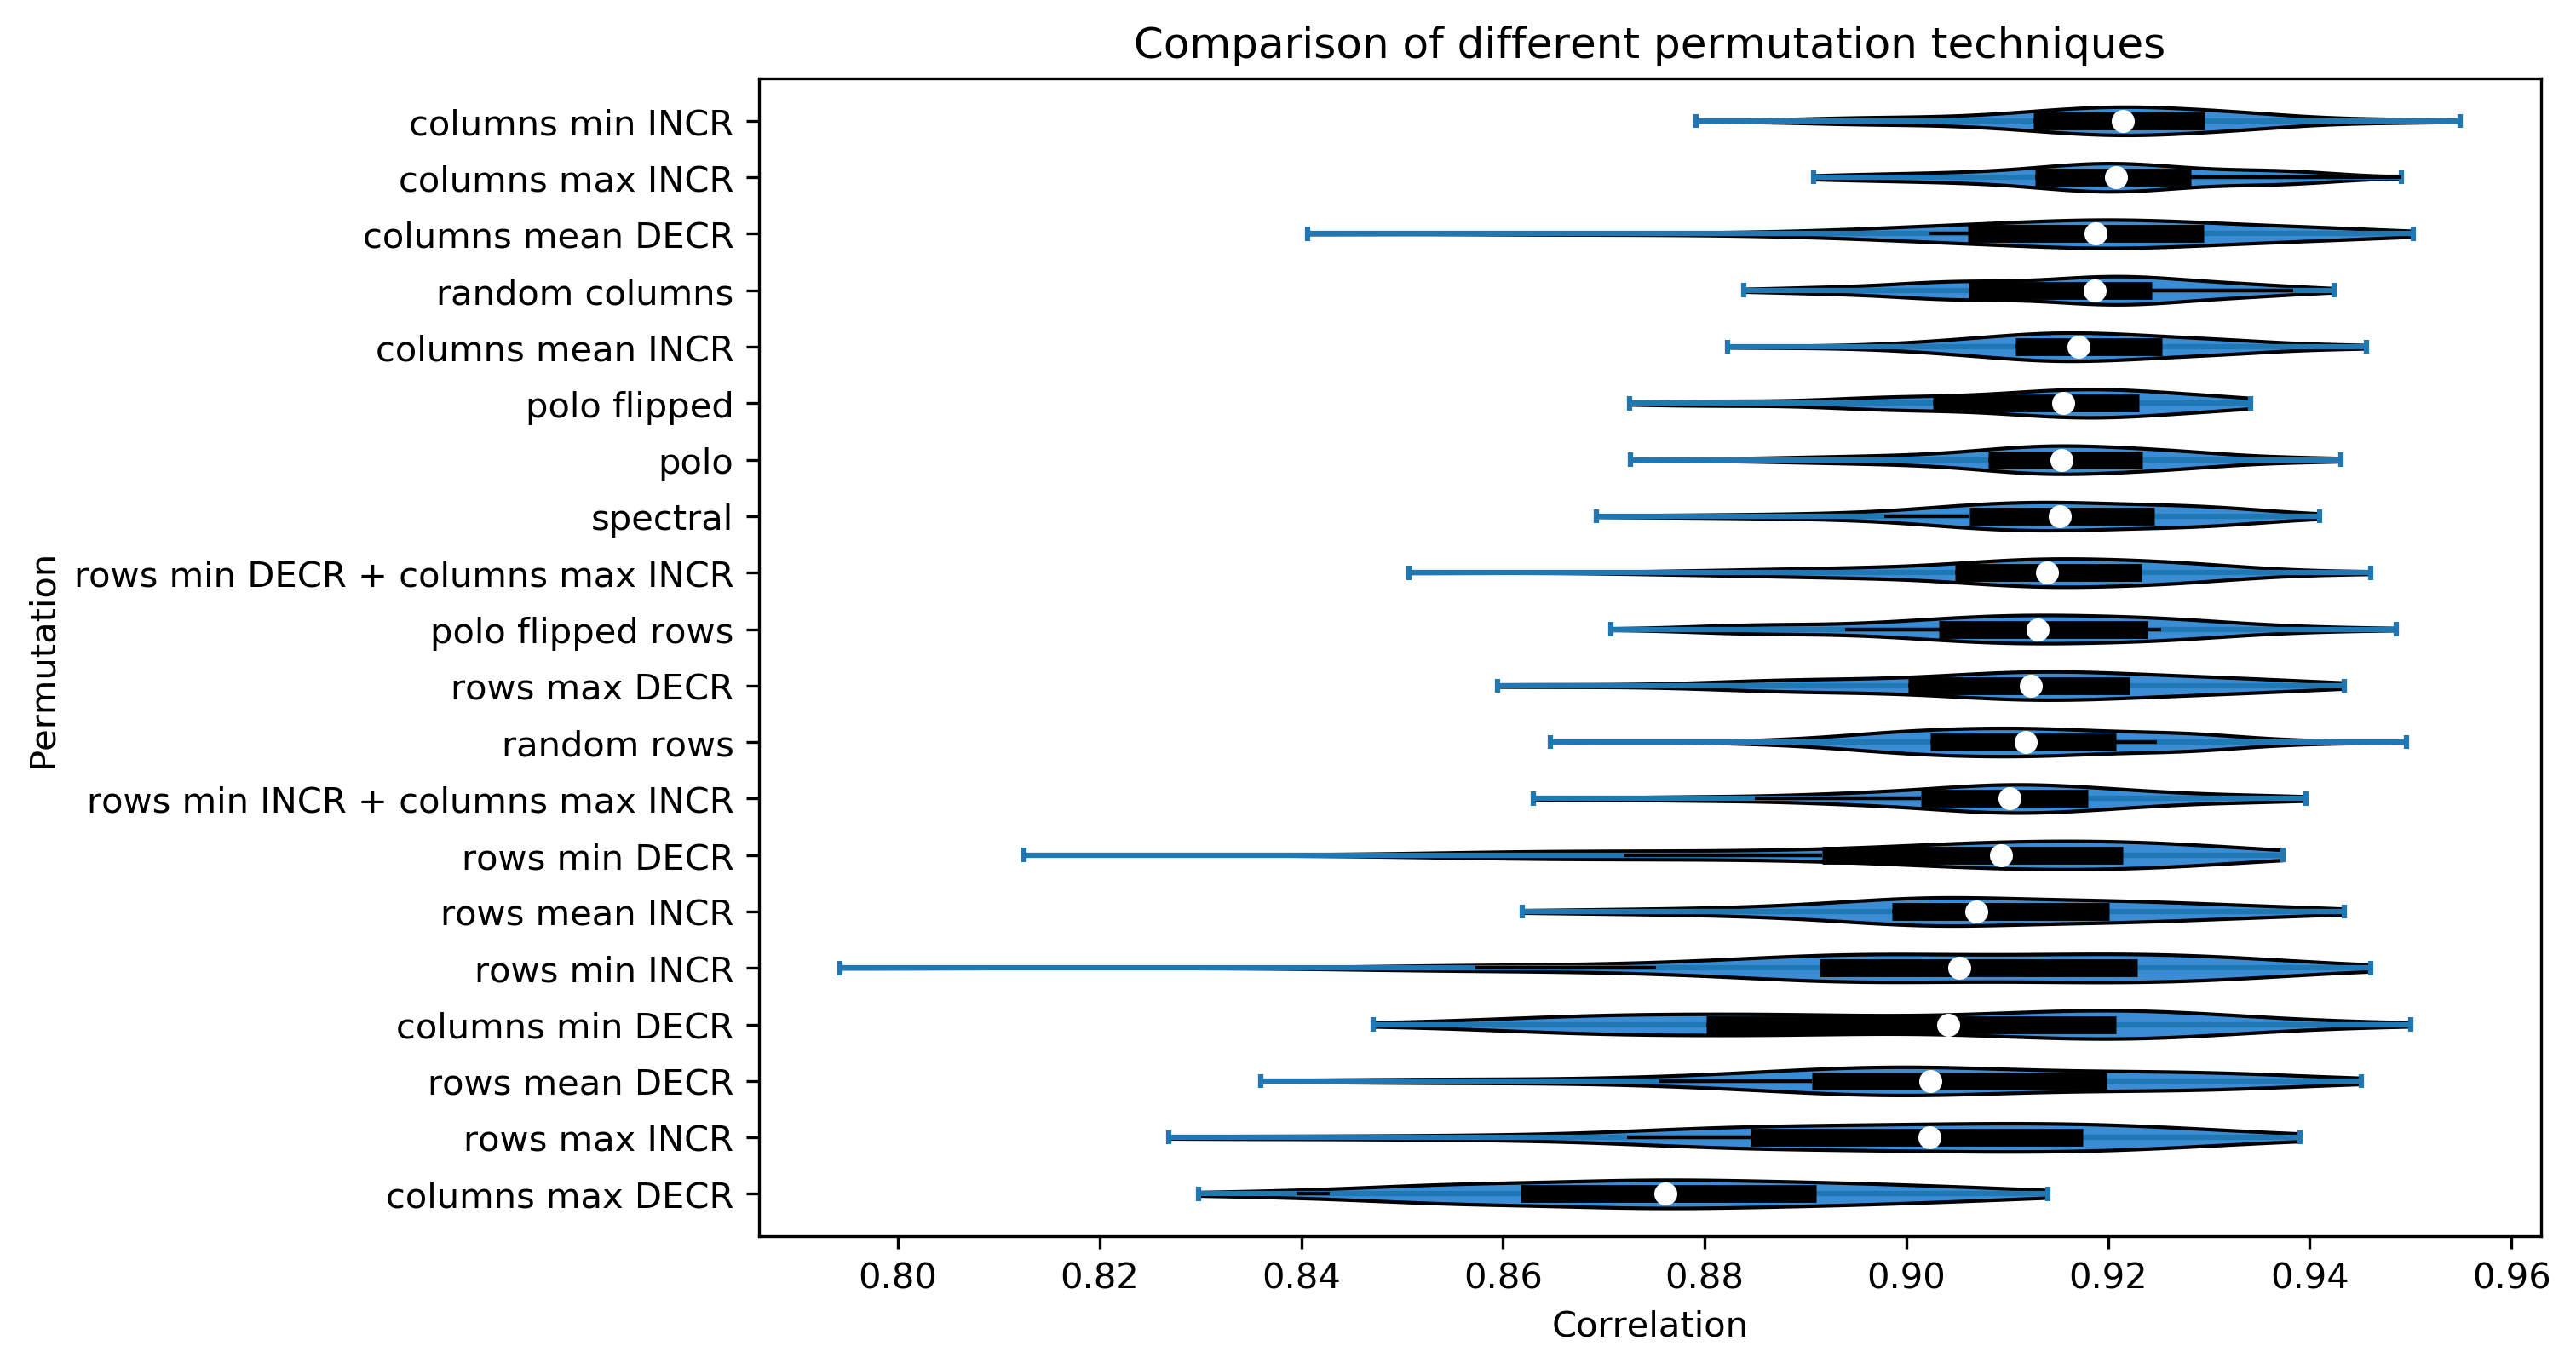 Comparison of different permutation techniques
columns min INCR
columns max INCR
columns mean DECR
random columns
columns mean INCR
polo flipped
polo
spectral
rows min DECR + columns max INCR
polo flipped rows
rows max DECR
random rows
rows min INCR + columns max INCR
rows min DECR
rows mean INCR
rows min INCR
columns min DECR
rows mean DECR
rows max INCR
columns max DECR
Permutation
0.80 0.82 0.84 0.86 0.88 0.90 0.92 0.94 0.96
Correlation